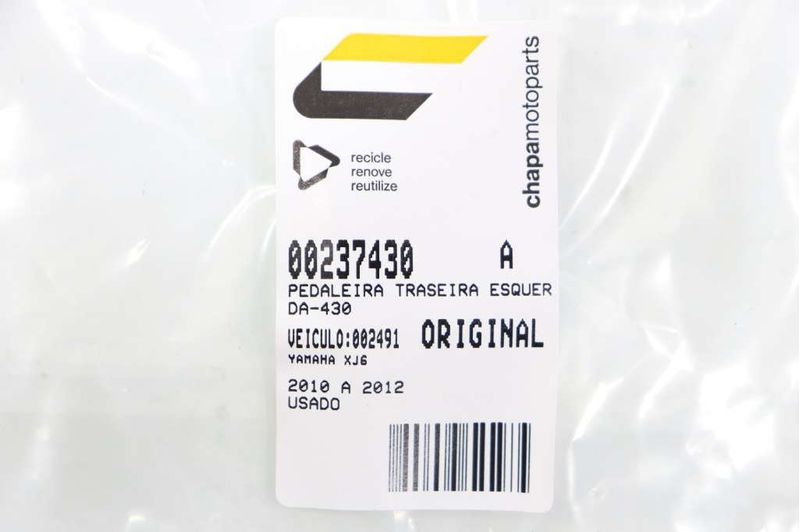 chapamotoparts
recicle
renove
reutilize
00237430 A
PEDALEIRA TRASEIRA ESQUER
DA-430
VEICULO:002491 ORIGINAL
YAMAHA XJ6
2010 A 2012
USADO